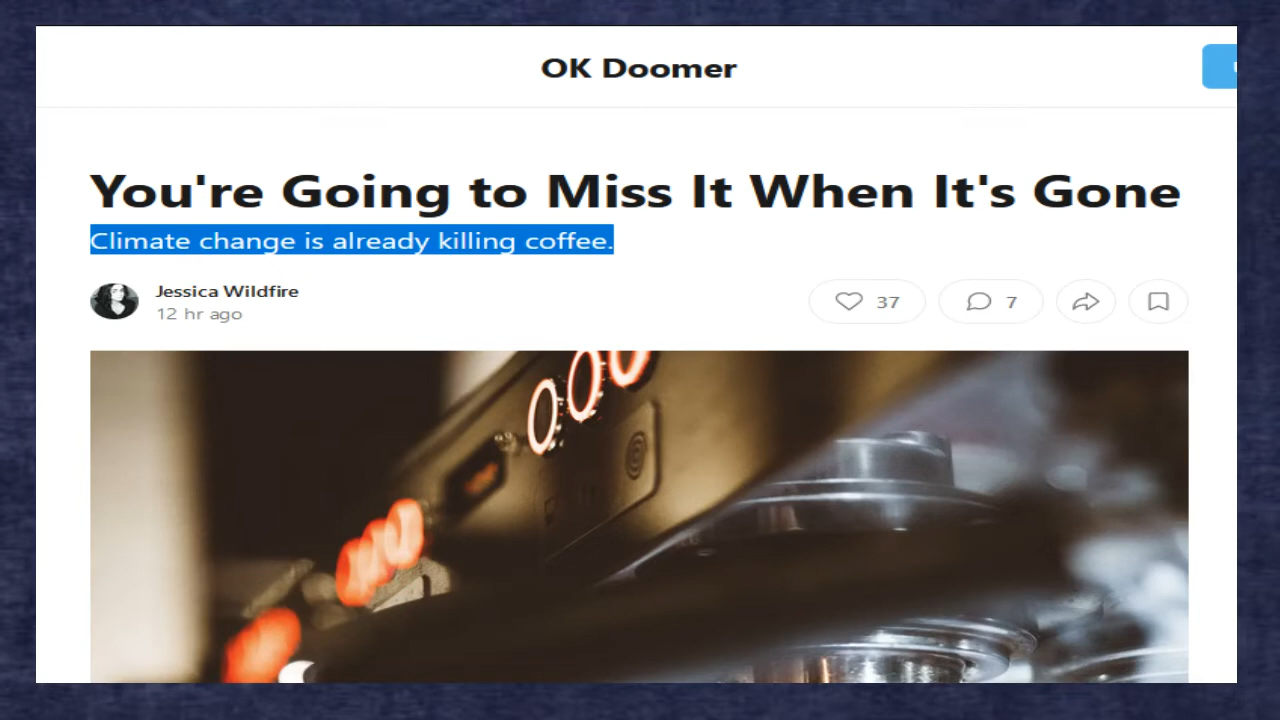 OK Doomer
You're Going to Miss It When It's Gone
Climate change is already killing coffee.
Jessica Wildfire
12 hr ago
37
7